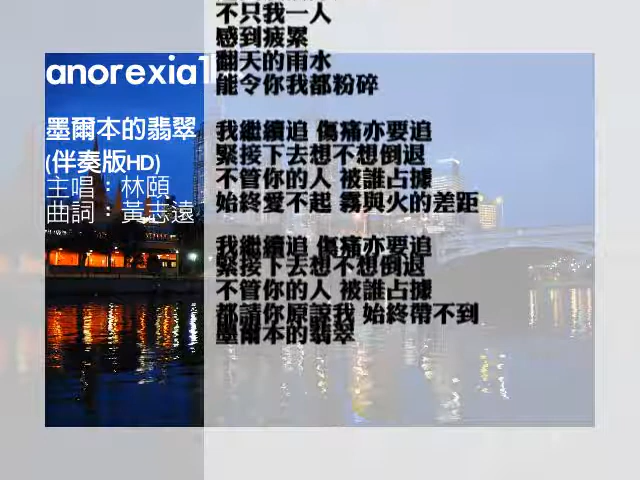 anorexia1
墨爾本的翡翠
(伴奏版HD)
主唱：林頤
曲詞：黃志遠
不只我一人
感到疲累
翻天的雨水
能令你我都粉碎
我繼續追 傷痛亦要追
緊接下去想不想倒退
不管你的人 被誰占據
始終愛不起 霧與火的差距
我繼續追 傷痛亦要追
緊接下去想不想倒退
不管你的人 被誰占據
都請你原諒我 始終帶不到
墨爾本的翡翠